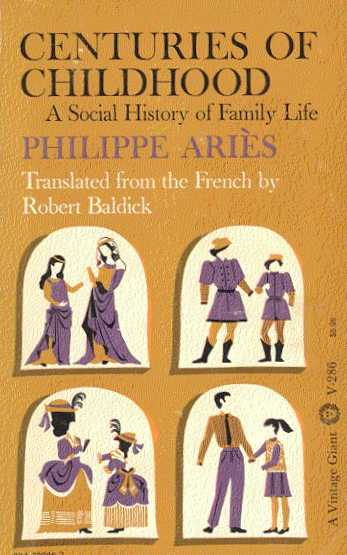 CENTURIES OF
CHILDHOOD
A Social History of Family Life
PHILIPPE ARIÈS
Translated from the French by
Robert Baldick
A Vintage Giant V-286